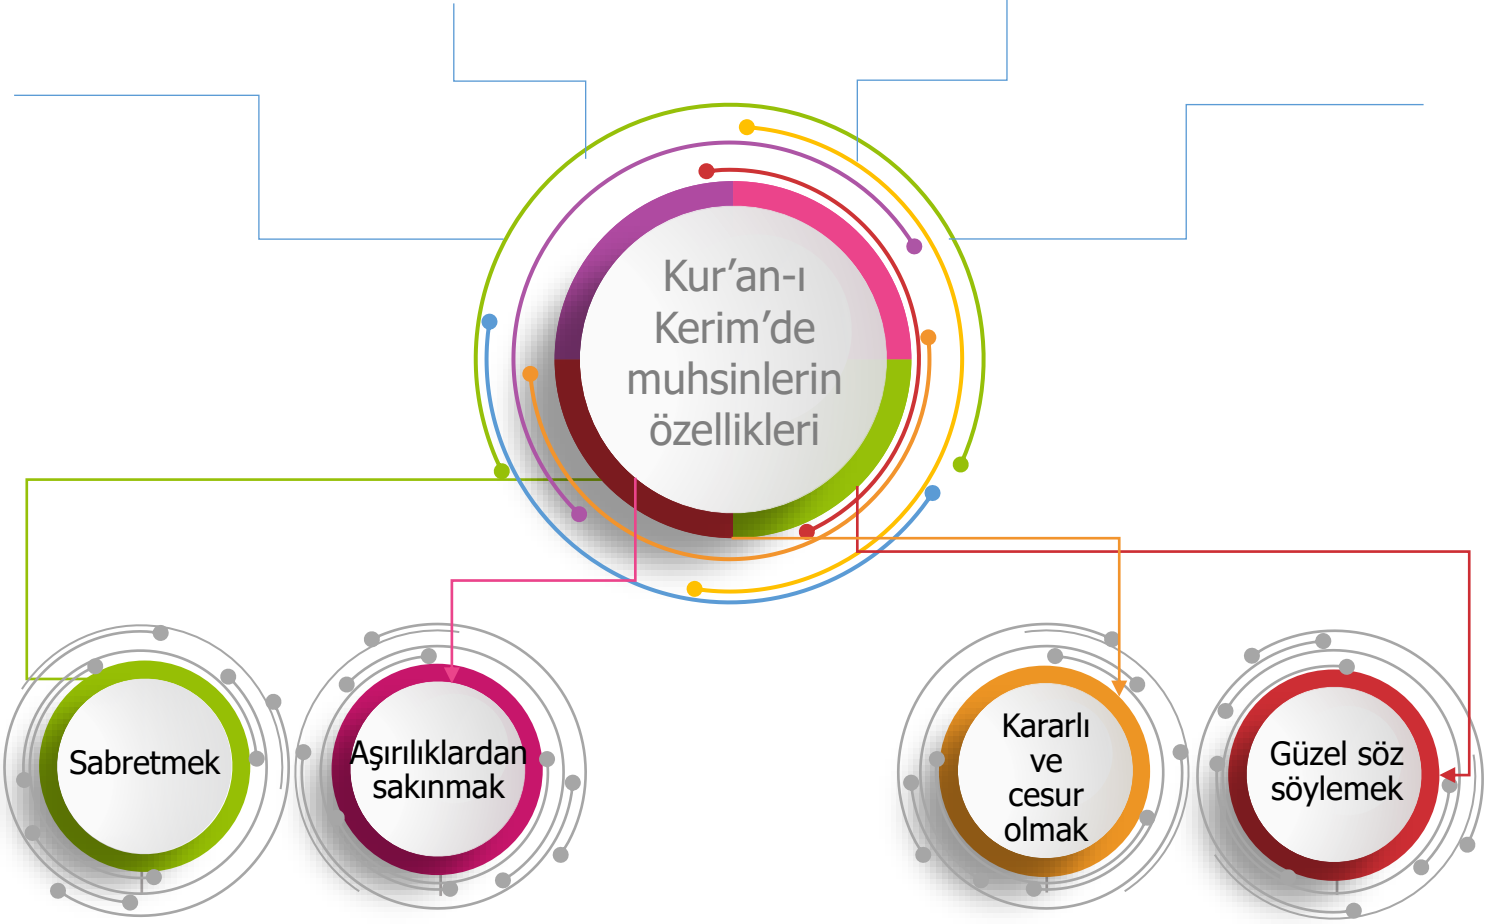 Kur’an-ı
Kerim’de
muhsinlerin
özellikleri
Sabretmek
Aşırılıklardan
sakınmak
Kararlı
ve
cesur
olmak
Güzel söz
söylemek